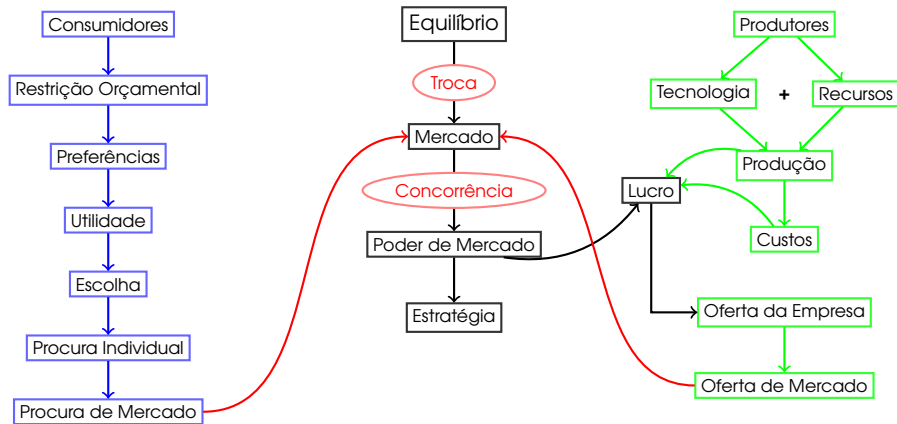 Consumidores
Restrição Orçamental
Preferências
Utilidade
Escolha
Procura Individual
Procura de Mercado
Equilíbrio
Troca
Mercado
Concorrência
Poder de Mercado
Estratégia
Produtores
Tecnologia
+
Recursos
Produção
Lucro
Custos
Oferta da Empresa
Oferta de Mercado